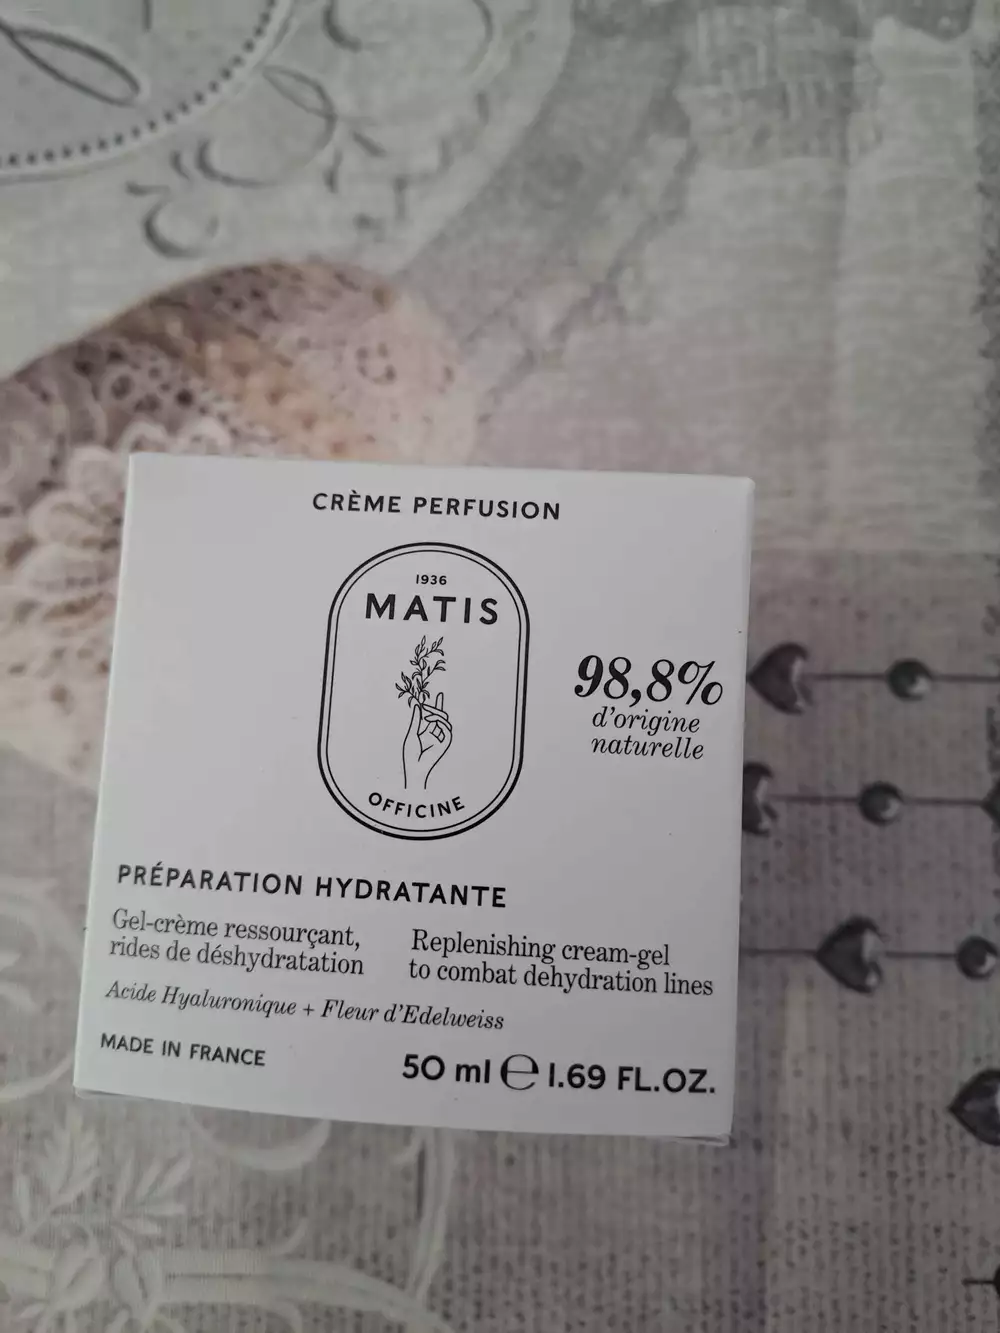 CRÈME PERFUSION
1936
MATIS
OFFICINE
98,8%
d'origine
naturelle
PRÉPARATION HYDRATANTE
Gel-crème ressourçant,
rides de déshydratation
Replenishing cream-gel
to combat dehydration lines
Acide Hyaluronique + Fleur d'Edelweiss
MADE IN FRANCE
50 ml ℮ 1.69 FL.OZ.